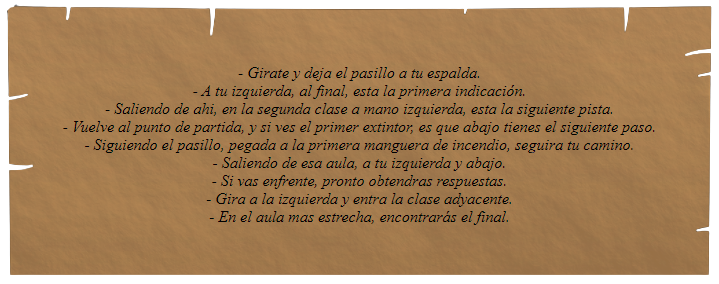 - Girate y deja el pasillo a tu espalda.
- A tu izquierda, al final, esta la primera indicación.
- Saliendo de ahi, en la segunda clase a mano izquierda, esta la siguiente pista.
- Vuelve al punto de partida, y si ves el primer extintor, es que abajo tienes el siguiente paso.
- Siguiendo el pasillo, pegada a la primera manguera de incendio, seguira tu camino.
- Saliendo de esa aula, a tu izquierda y abajo.
- Si vas enfrente, pronto obtendras respuestas.
- Gira a la izquierda y entra la clase adyacente.
- En el aula mas estrecha, encontrarás el final.